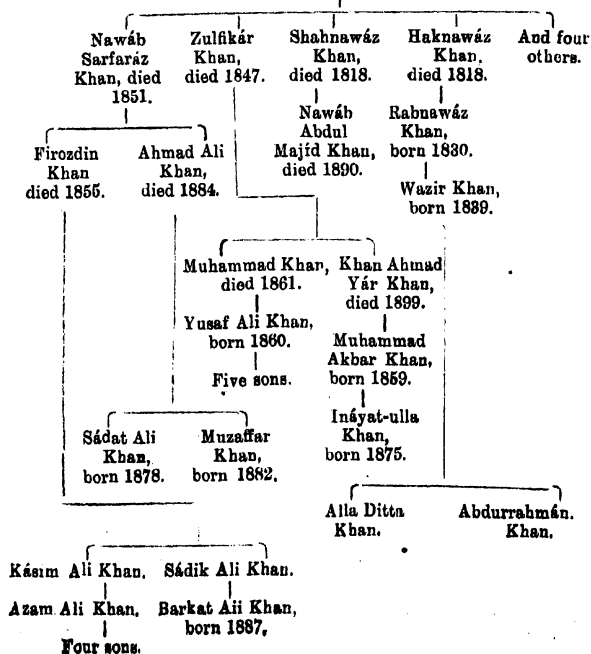 Nawáb
Sarfaráz
Khan, died
1851.
Zulfikár
Khan,
died 1847.
Shahnawáz
Khan,
died 1818.
Haknawáz
Khan.
died 1818.
And four
others.
Firozdin
Khan
died 1855.
Ahmad Ali
Khan,
died 1884.
Nawáb
Abdul
Majíd Khan,
died 1890.
Rabnawáz
Khan,
born 1830.
Wazir Khan,
born 1839.
Muhammad Khan,
died 1861.
Khan Ahmad
Yár Khan,
died 1899.
Yusaf Ali Khan,
born 1860.
Five sons.
Muhammad
Akbar Khan,
born 1859.
Ináyat-ulla
Khan,
born 1875.
Sádat Ali
Khan,
born 1878.
Muzaffar
Khan,
born 1882.
Alla Ditta
Khan.
Abdurrahmán.
Khan.
Kásim Ali Khan.
Sádik Ali Khan.
Azam Ali Khan.
Four sons.
Barkat Ali Khan,
born 1887,